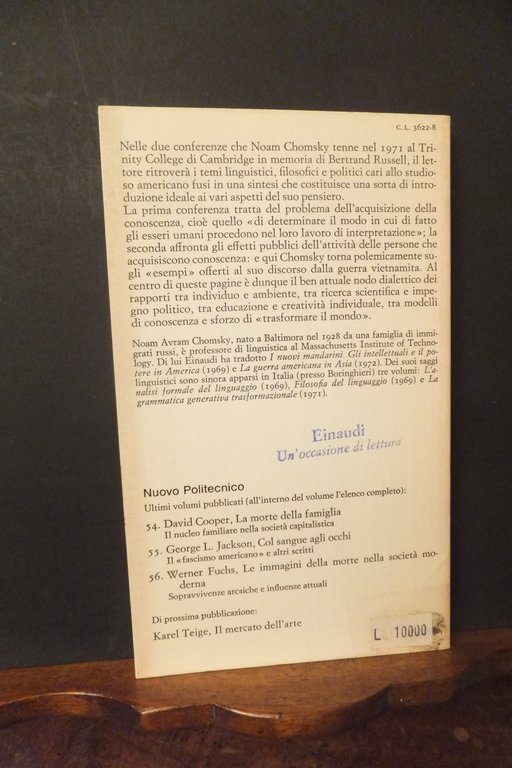 C. L. 3622-8
Nelle due conferenze che Noam Chomsky tenne nel 1971 al Tri-
nity College di Cambridge in memoria di Bertrand Russell, il let-
tore ritroverà i temi linguistici, filosofici e politici cari allo studio-
so americano fusi in una sintesi che costituisce una sorta di intro-
duzione ideale ai vari aspetti del suo pensiero.
La prima conferenza tratta del problema dell'acquisizione della
conoscenza, cioè quello «di determinare il modo in cui di fatto
gli esseri umani procedono nel loro lavoro di interpretazione»; la
seconda affronta gli effetti pubblici dell'attività delle persone che
acquisiscono conoscenza: e qui Chomsky torna polemicamente su-
gli «esempi» offerti al suo discorso dalla guerra vietnamita. Al
centro di queste pagine è dunque il ben attuale nodo dialettico dei
rapporti tra individuo e ambiente, tra ricerca scientifica e impe-
gno politico, tra educazione e creatività individuale, tra modelli
di conoscenza e sforzo di «trasformare il mondo».
Noam Avram Chomsky, nato a Baltimora nel 1928 da una famiglia di immi-
grati russi, è professore di linguistica al Massachusetts Institute of Techno-
logy. Di lui Einaudi ha tradotto I nuovi mandarini. Gli intellettuali e il po-
tere in America (1969) e La guerra americana in Asia (1972). Dei suoi saggi
linguistici sono sinora apparsi in Italia (presso Boringhieri) tre volumi: L'a-
nalisi formale del linguaggio (1969), Filosofia del linguaggio (1969) e La
grammatica generativa trasformazionale (1971).
Einaudi
Un'occasione di lettura
Nuovo Politecnico
Ultimi volumi pubblicati (all'interno del volume l'elenco completo):
54. David Cooper, La morte della famiglia
Il nucleo familiare nella società capitalistica
55. George L. Jackson, Col sangue agli occhi
Il «fascismo americano» e altri scritti
56. Werner Fuchs, Le immagini della morte nella società mo-
derna
Sopravvivenze arcaiche e influenze attuali
Di prossima pubblicazione:
Karel Teige, Il mercato dell'arte
L. 10000